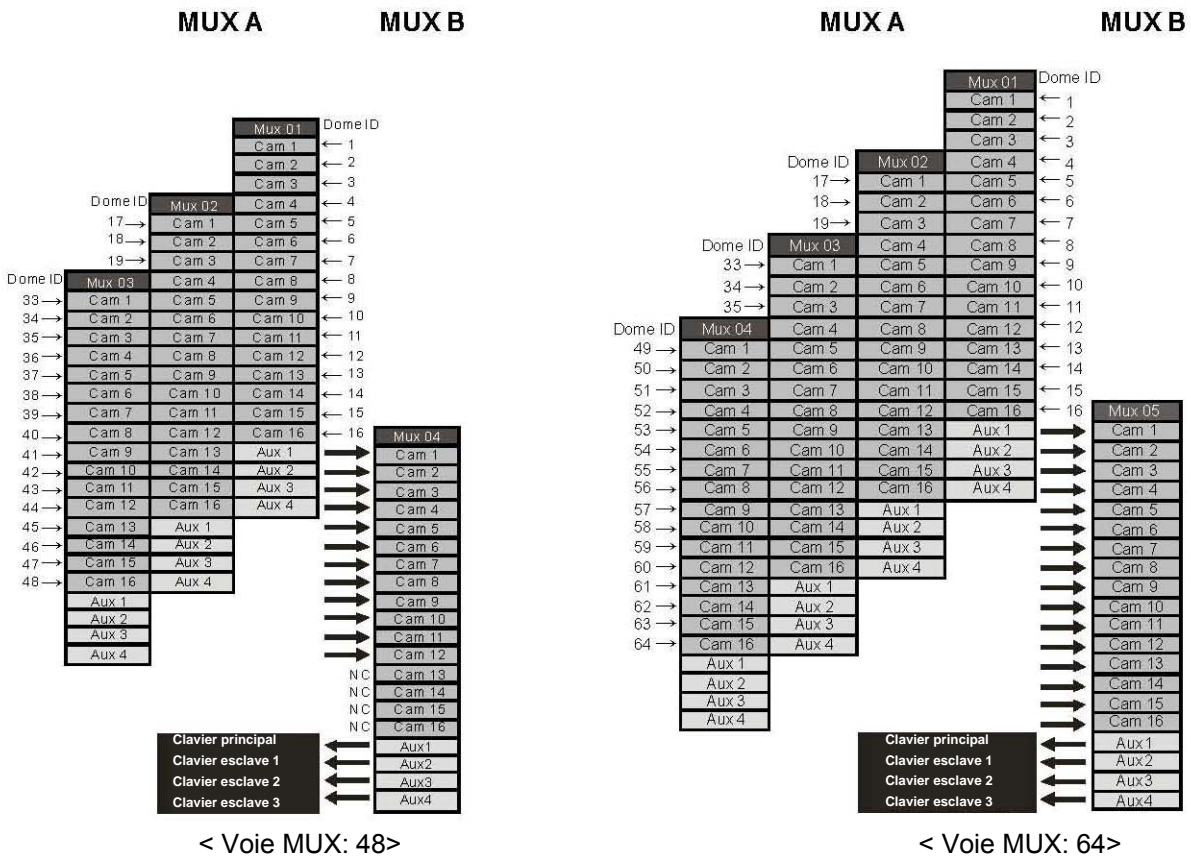 MUX A MUX B
Mux 01 Dome ID
Cam 1 ← 1
Cam 2 ← 2
Cam 3 ← 3
Dome ID Mux 02 Cam 4 ← 4
17→ Cam 1 Cam 5 ← 5
18→ Cam 2 Cam 6 ← 6
19→ Cam 3 Cam 7 ← 7
Dome ID Mux 03 Cam 4 Cam 8 ← 8
33→ Cam 1 Cam 5 Cam 9 ← 9
34→ Cam 2 Cam 6 Cam 10 ← 10
35→ Cam 3 Cam 7 Cam 11 ← 11
36→ Cam 4 Cam 8 Cam 12 ← 12
37→ Cam 5 Cam 9 Cam 13 ← 13
38→ Cam 6 Cam 10 Cam 14 ← 14
39→ Cam 7 Cam 11 Cam 15 ← 15
40→ Cam 8 Cam 12 Cam 16 ← 16 Mux 04
41→ Cam 9 Cam 13 Aux 1 Cam 1
42→ Cam 10 Cam 14 Aux 2 Cam 2
43→ Cam 11 Cam 15 Aux 3 Cam 3
44→ Cam 12 Cam 16 Aux 4 Cam 4
45→ Cam 13 Aux 1 Cam 5
46→ Cam 14 Aux 2 Cam 6
47→ Cam 15 Aux 3 Cam 7
48→ Cam 16 Aux 4 Cam 8
Aux 1 Cam 9
Aux 2 Cam 10
Aux 3 Cam 11
Aux 4 Cam 12
NC Cam 13
NC Cam 14
NC Cam 15
NC Cam 16
Clavier principal Aux1
Clavier esclave 1 Aux2
Clavier esclave 2 Aux3
Clavier esclave 3 Aux4
< Voie MUX: 48>
MUX A MUX B
Mux 01 Dome ID
Cam 1 ← 1
Cam 2 ← 2
Cam 3 ← 3
Dome ID Mux 02 Cam 4 ← 4
17→ Cam 1 Cam 5 ← 5
18→ Cam 2 Cam 6 ← 6
19→ Cam 3 Cam 7 ← 7
Dome ID Mux 03 Cam 4 Cam 8 ← 8
33→ Cam 1 Cam 5 Cam 9 ← 9
34→ Cam 2 Cam 6 Cam 10 ← 10
35→ Cam 3 Cam 7 Cam 11 ← 11
Dome ID Mux 04 Cam 4 Cam 8 Cam 12 ← 12
49→ Cam 1 Cam 5 Cam 9 Cam 13 ← 13
50→ Cam 2 Cam 6 Cam 10 Cam 14 ← 14
51→ Cam 3 Cam 7 Cam 11 Cam 15 ← 15
52→ Cam 4 Cam 8 Cam 12 Cam 16 ← 16 Mux 05
53→ Cam 5 Cam 9 Cam 13 Aux 1 Cam 1
54→ Cam 6 Cam 10 Cam 14 Aux 2 Cam 2
55→ Cam 7 Cam 11 Cam 15 Aux 3 Cam 3
56→ Cam 8 Cam 12 Cam 16 Aux 4 Cam 4
57→ Cam 9 Cam 13 Aux 1 Cam 5
58→ Cam 10 Cam 14 Aux 2 Cam 6
59→ Cam 11 Cam 15 Aux 3 Cam 7
60→ Cam 12 Cam 16 Aux 4 Cam 8
61→ Cam 13 Aux 1 Cam 9
62→ Cam 14 Aux 2 Cam 10
63→ Cam 15 Aux 3 Cam 11
64→ Cam 16 Aux 4 Cam 12
Aux 1 Cam 13
Aux 2 Cam 14
Aux 3 Cam 15
Aux 4 Cam 16
Clavier principal Aux1
Clavier esclave 1 Aux2
Clavier esclave 2 Aux3
Clavier esclave 3 Aux4
< Voie MUX: 64>